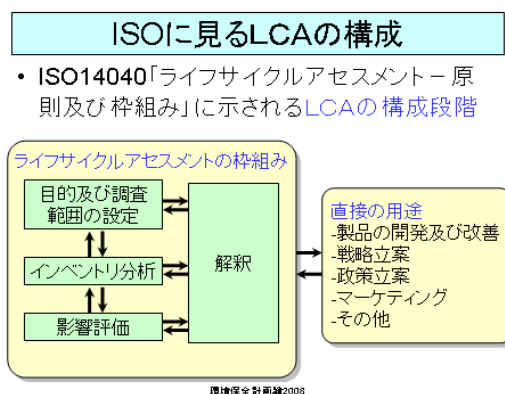 ISOに見るLCAの構成
• ISO14040「ライフサイクルアセスメント－原
則及び枠組み」に示されるLCAの構成段階
ライフサイクルアセスメントの枠組み
目的及び調査
範囲の設定
インベントリ分析
影響評価
解釈
直接の用途
-製品の開発及び改善
-戦略立案
-政策立案
-マーケティング
-その他
環境保全計画論2008